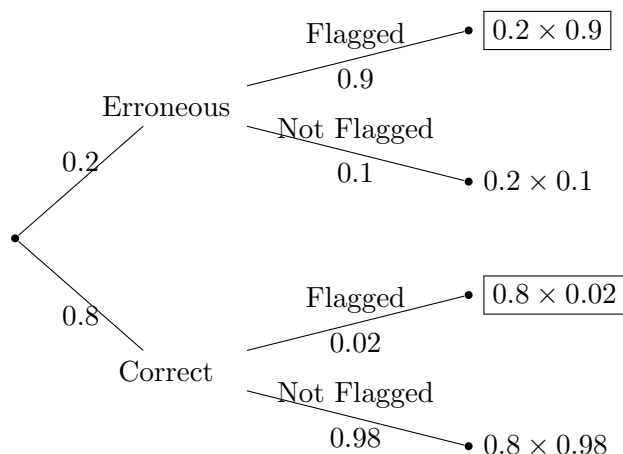 Flagged
0.2 × 0.9
0.9
Erroneous
Not Flagged
0.2
0.1
0.2 × 0.1
Flagged
0.8 × 0.02
0.8
0.02
Correct
Not Flagged
0.98
0.8 × 0.98